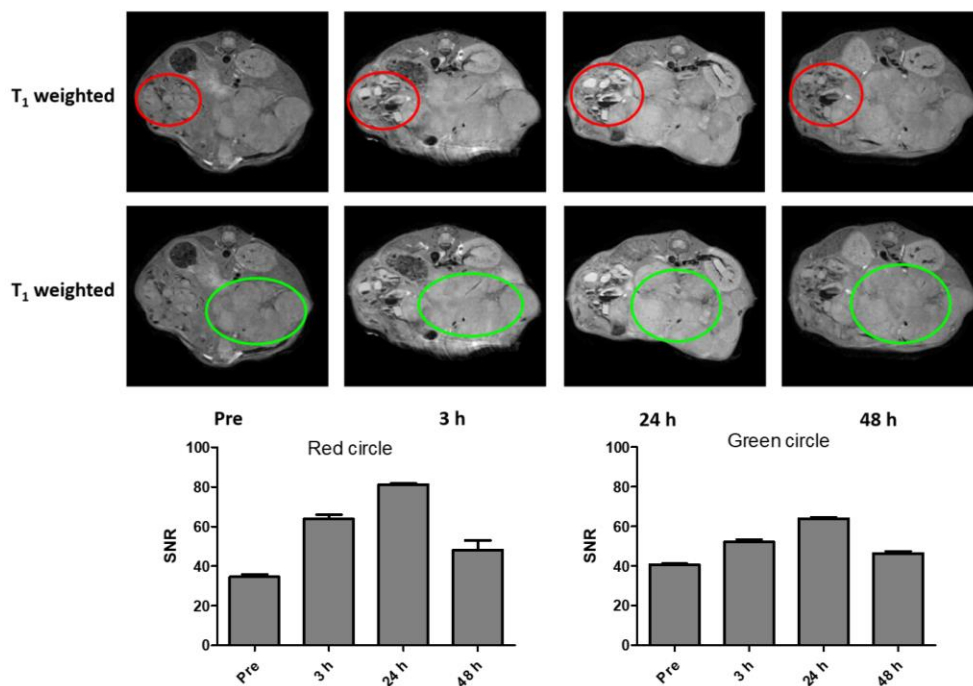 T₁ weighted
T₁ weighted
Pre 3 h 24 h 48 h
Red circle
100
80
60
40
20
0
SNR
Pre 3 h 24 h 48 h
Green circle
100
80
60
40
20
0
SNR
Pre 3 h 24 h 48 h